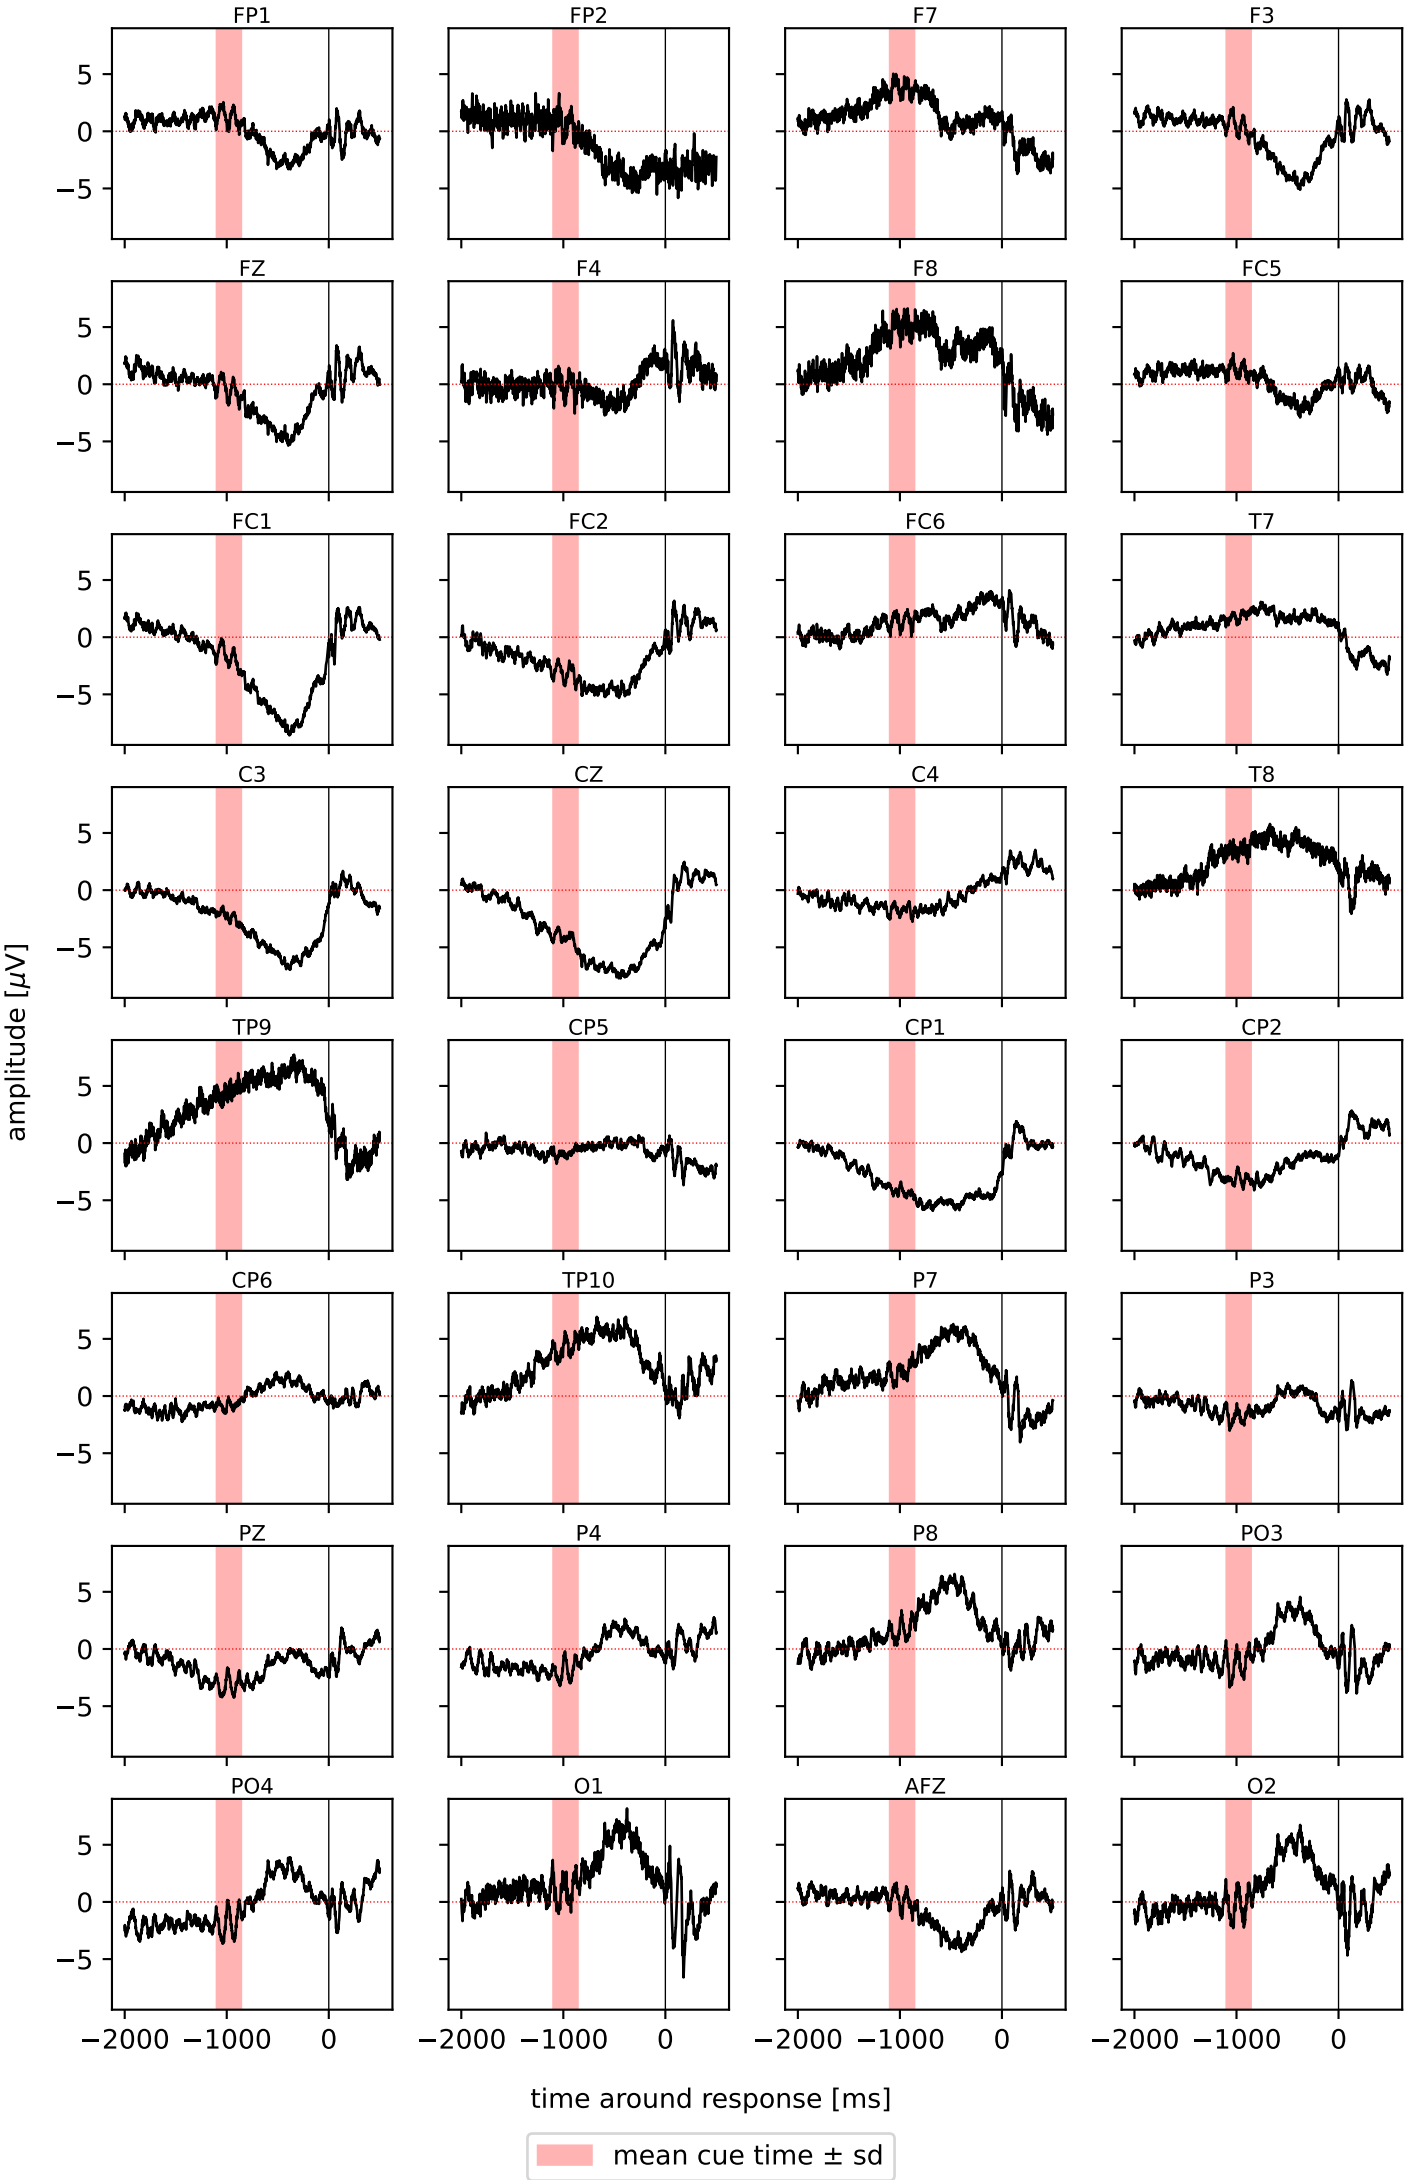 FP1 FP2 F7 F3
5
0
−5
FZ F4 F8 FC5
5
0
−5
FC1 FC2 FC6 T7
5
0
−5
C3 CZ C4 T8
5
0
−5
TP9 CP5 CP1 CP2
5
0
−5
CP6 TP10 P7 P3
5
0
−5
PZ P4 P8 PO3
5
0
−5
PO4 O1 AFZ O2
5
0
−5
−2000 −1000 0 −2000 −1000 0 −2000 −1000 0 −2000 −1000 0
amplitude [μV]
time around response [ms]
mean cue time ± sd